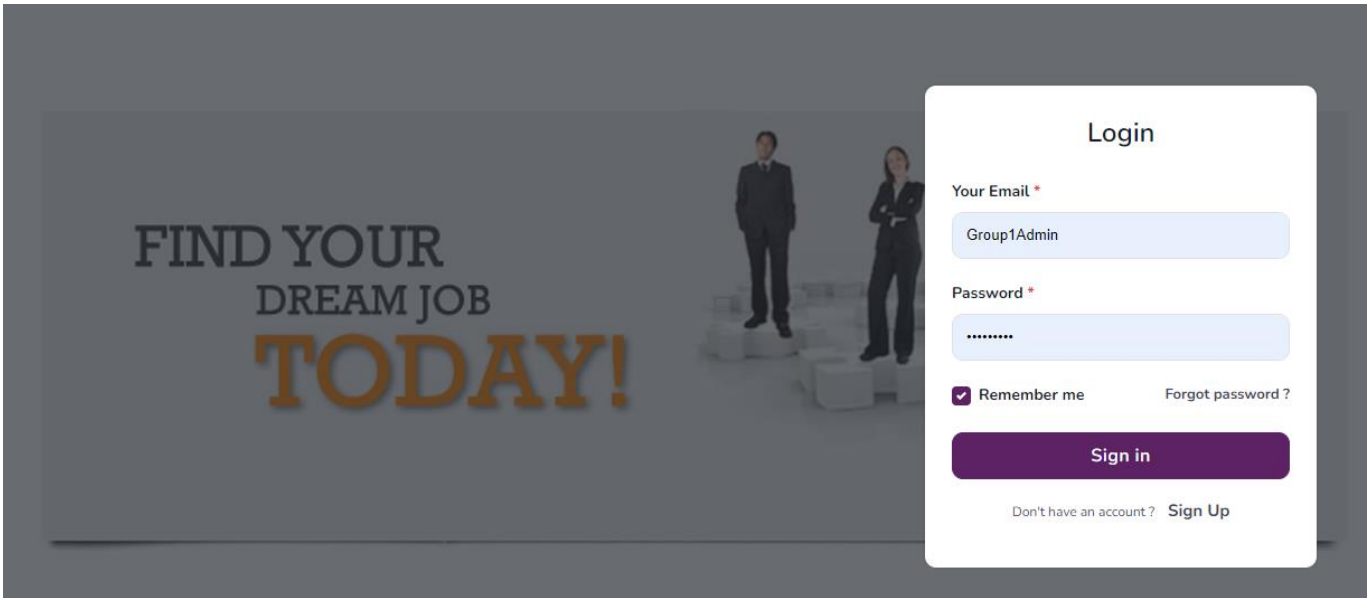 FIND YOUR
DREAM JOB
TODAY!
Login
Your Email *
Group1Admin
Password *
•••••••••
Remember me
Forgot password ?
Sign in
Don't have an account ? Sign Up